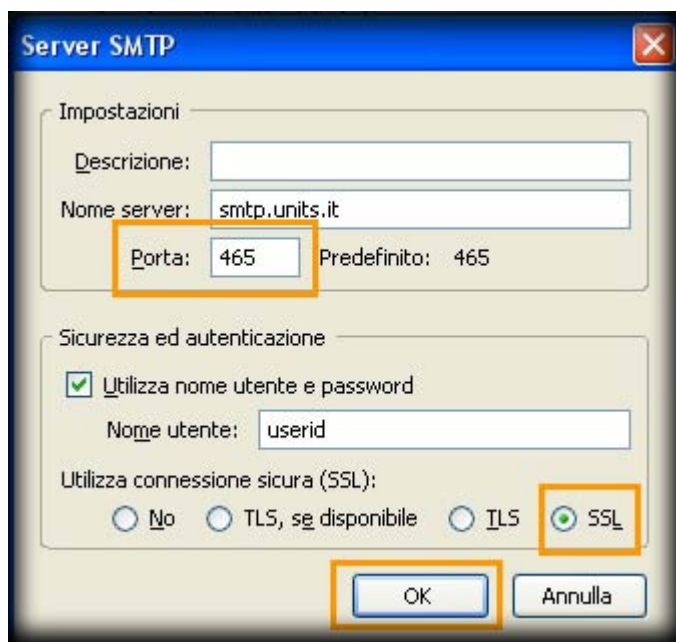 Server SMTP
Impostazioni
Descrizione:
Nome server: smtp.units.it
Porta: 465 Predefinito: 465
Sicurezza ed autenticazione
Utilizza nome utente e password
Nome utente: userid
Utilizza connessione sicura (SSL):
No TLS, se disponibile TLS SSL
OK Annulla